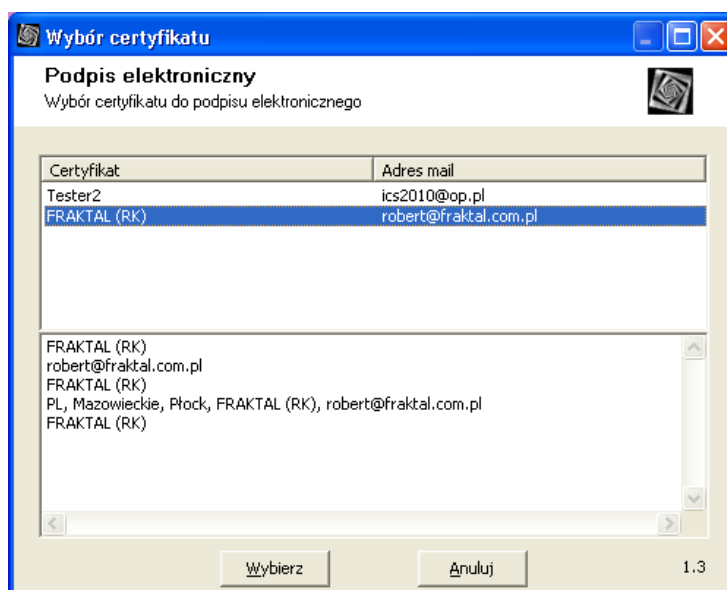 Wybór certyfikatu
Podpis elektroniczny
Wybór certyfikatu do podpisu elektronicznego
Certyfikat Adres mail
Tester2 ics2010@op.pl
FRAKTAL (RK) robert@fraktal.com.pl
FRAKTAL (RK)
robert@fraktal.com.pl
FRAKTAL (RK)
PL, Mazowieckie, Płock, FRAKTAL (RK), robert@fraktal.com.pl
FRAKTAL (RK)
Wybierz Anuluj 1.3